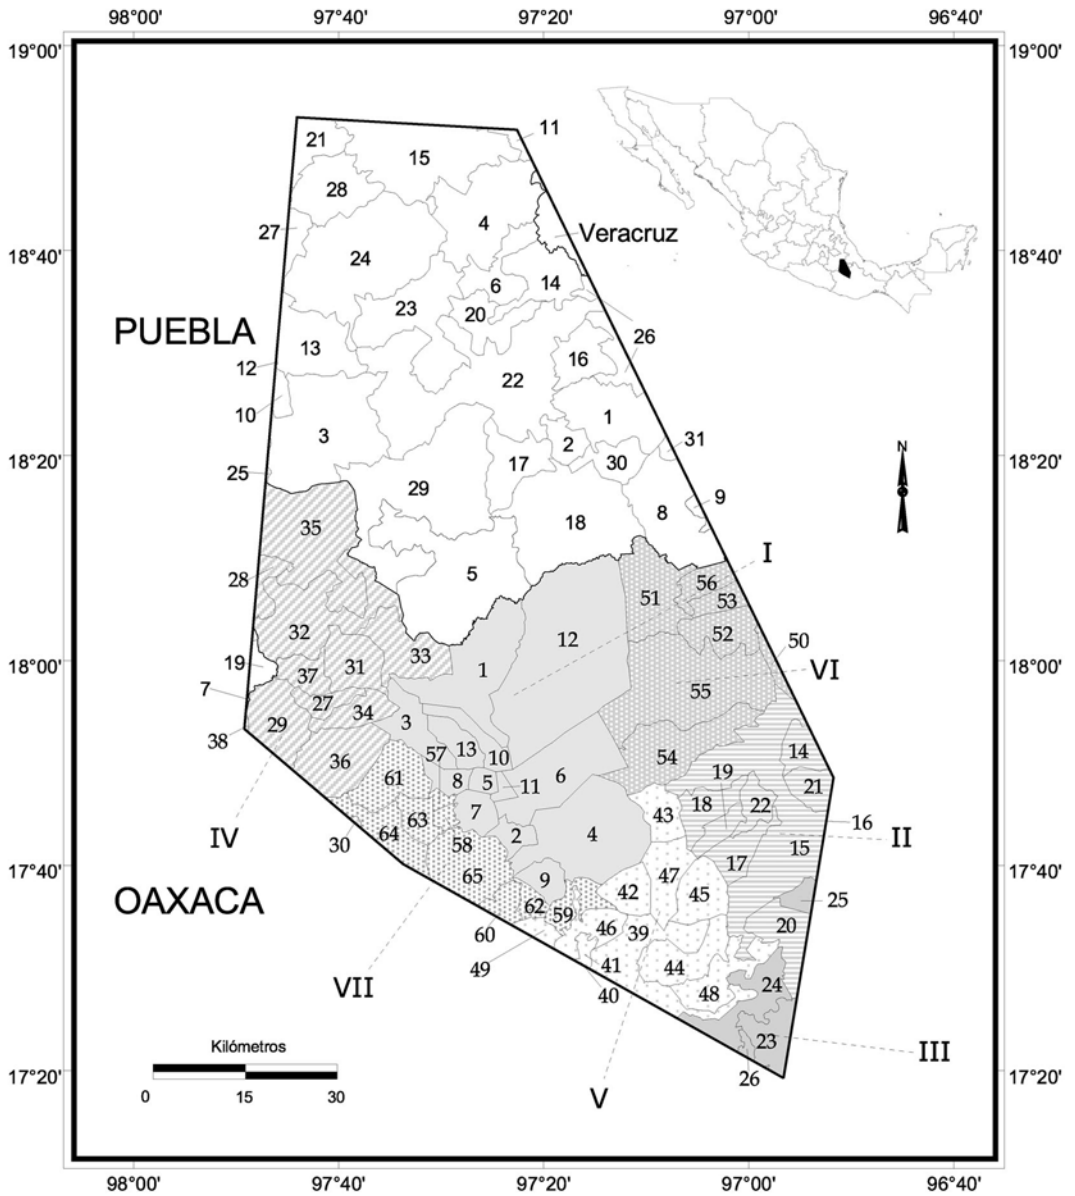 98°00' 97°40' 97°20' 97°00' 96°40'
19°00' 19°00'
11
21
15
28
4
27 Veracruz
18°40' 24 18°40'
6 14
23 20
PUEBLA 26
13 16
12
22
10
1
3 2 31
18°20' 25 17 30 18°20'
29 N
9
18 8
35 I
5
28 56
51 53
32 12 52 50
18°00' 19 33 18°00'
37 31 1 VI
7 27 55
29 34 3
38 57 13 10 54 14
36 19
61 8 5 11 6 21
18 22
7 43 16
IV 30 64 63 2 4 II
58 17 15
17°40' 65 47 17°40'
9 42 45 25
OAXACA 62 59
60 46 39 20
49 41 44
VII 40 48 24
Kilómetros 23 III
17°20' 26 17°20'
0 15 30 V
98°00' 97°40' 97°20' 97°00' 96°40'